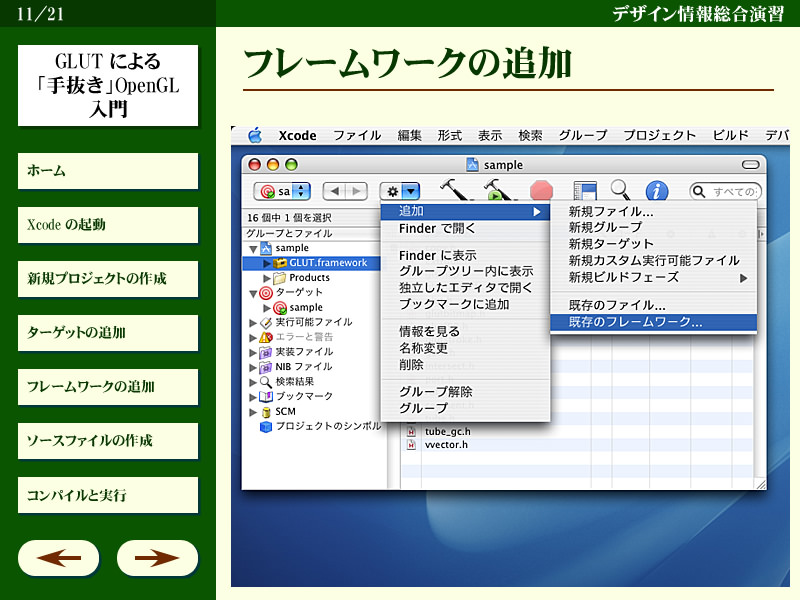 11/21
デザイン情報総合演習
GLUT による
「手抜き」OpenGL
入門
ホーム
Xcode の起動
新規プロジェクトの作成
ターゲットの追加
フレームワークの追加
ソースファイルの作成
コンパイルと実行
フレームワークの追加
Xcode ファイル 編集 形式 表示 検索 グループ プロジェクト ビルド デバ
sample
sa
すべての
16 個中 1 個を選択
グループとファイル
sample
GLUT.framework
Products
ターゲット
sample
実行可能ファイル
エラーと警告
実装ファイル
NIB ファイル
検索結果
ブックマーク
SCM
プロジェクトのシンボル
追加
Finder で開く
Finder に表示
グループツリー内に表示
独立したエディタで開く
ブックマークに追加
情報を見る
名称変更
削除
グループ解除
グループ
新規ファイル...
新規グループ
新規ターゲット
新規カスタム実行可能ファイル
新規ビルドフェーズ
既存のファイル...
既存のフレームワーク...
tube_gc.h
vvector.h